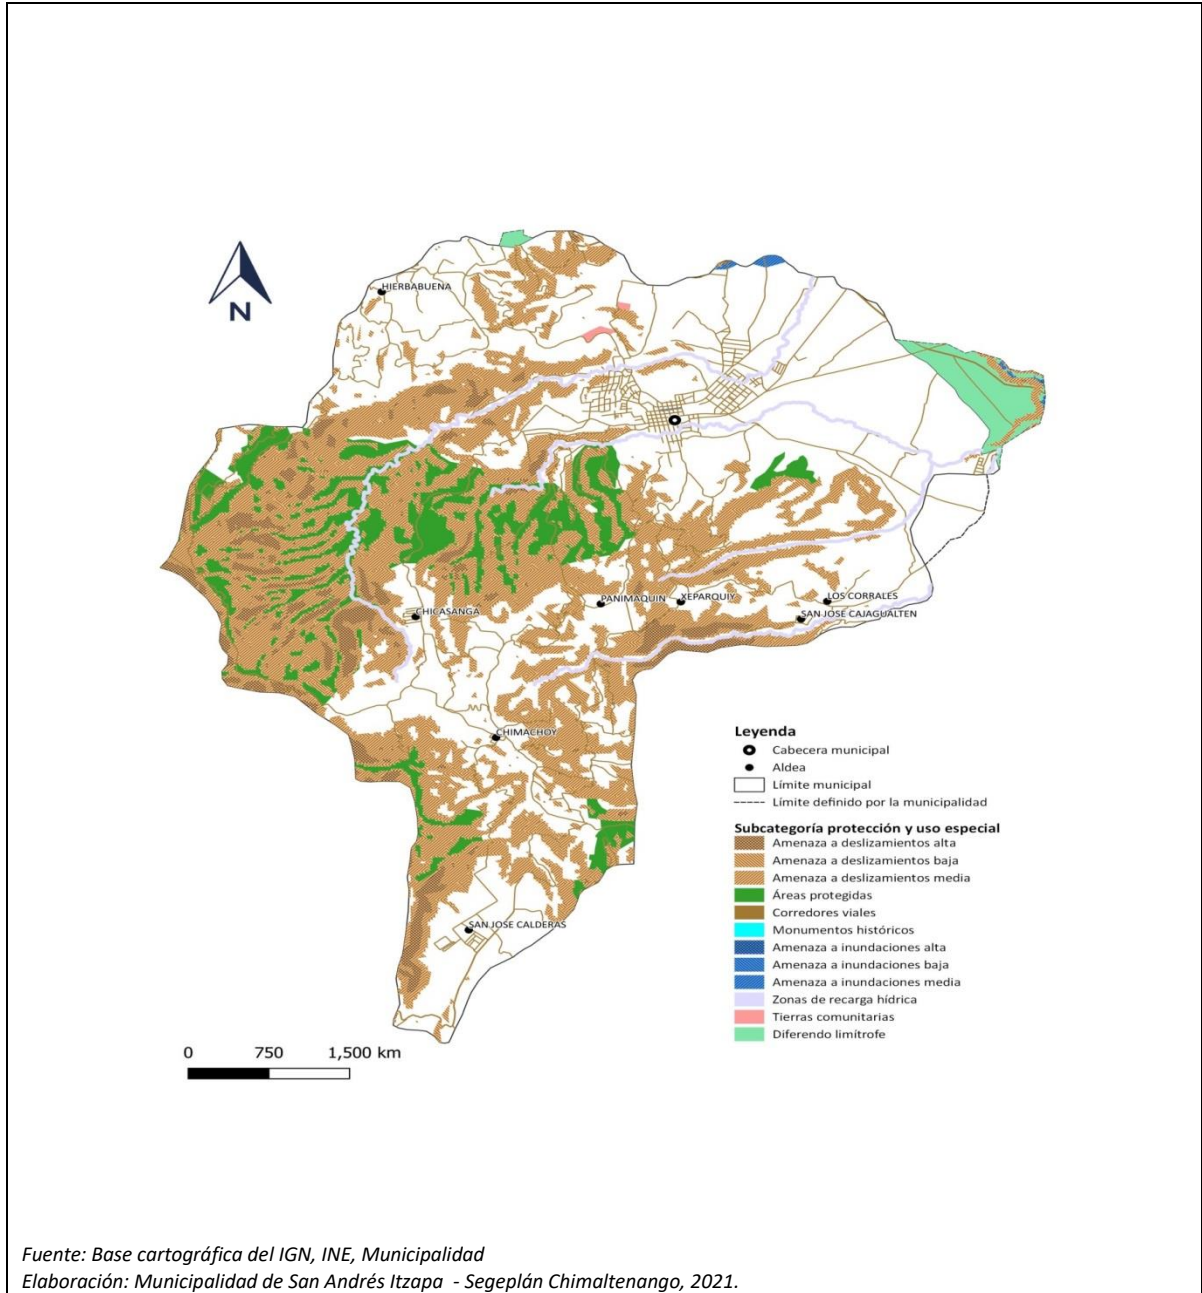 N
HIERBABUENA
CHICASANGA
PANIMAQUIN
XEPARQUIY
LOS CORRALES
SAN JOSE CAJAGUALTEN
CHIMACHOY
SAN JOSE CALDERAS
Leyenda
Cabecera municipal
Aldea
Límite municipal
Límite definido por la municipalidad
Subcategoría protección y uso especial
Amenaza a deslizamientos alta
Amenaza a deslizamientos baja
Amenaza a deslizamientos media
Áreas protegidas
Corredores viales
Monumentos históricos
Amenaza a inundaciones alta
Amenaza a inundaciones baja
Amenaza a inundaciones media
Zonas de recarga hídrica
Tierras comunitarias
Diferendo limítrofe
0 750 1,500 km
Fuente: Base cartográfica del IGN, INE, Municipalidad
Elaboración: Municipalidad de San Andrés Itzapa - Segeplán Chimaltenango, 2021.